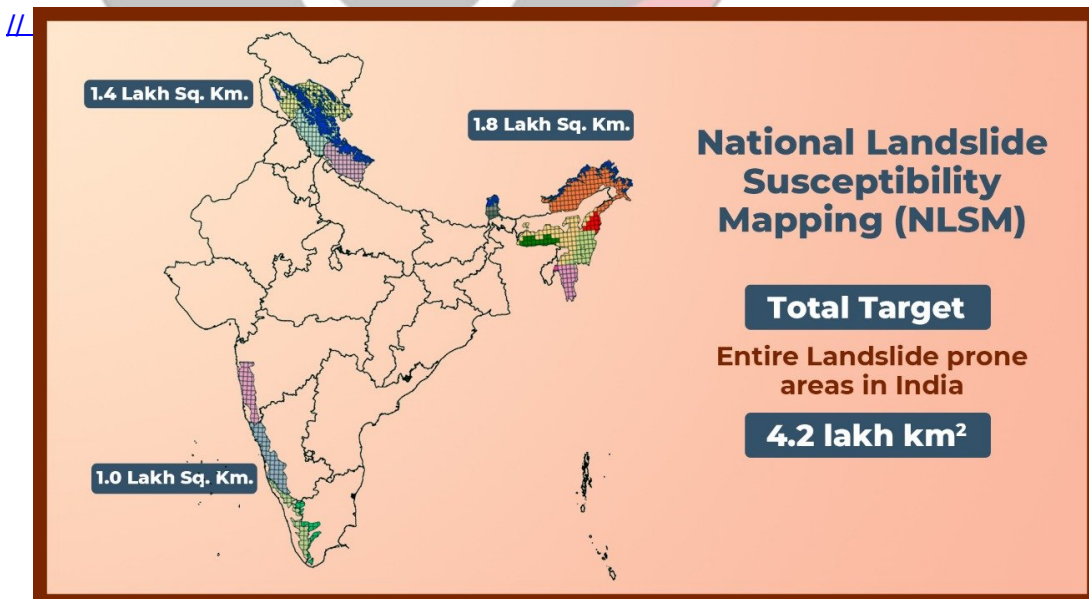 //
1.4 Lakh Sq. Km.
1.8 Lakh Sq. Km.
National Landslide
Susceptibility
Mapping (NLSM)
Total Target
Entire Landslide prone
areas in India
4.2 lakh km²
1.0 Lakh Sq. Km.